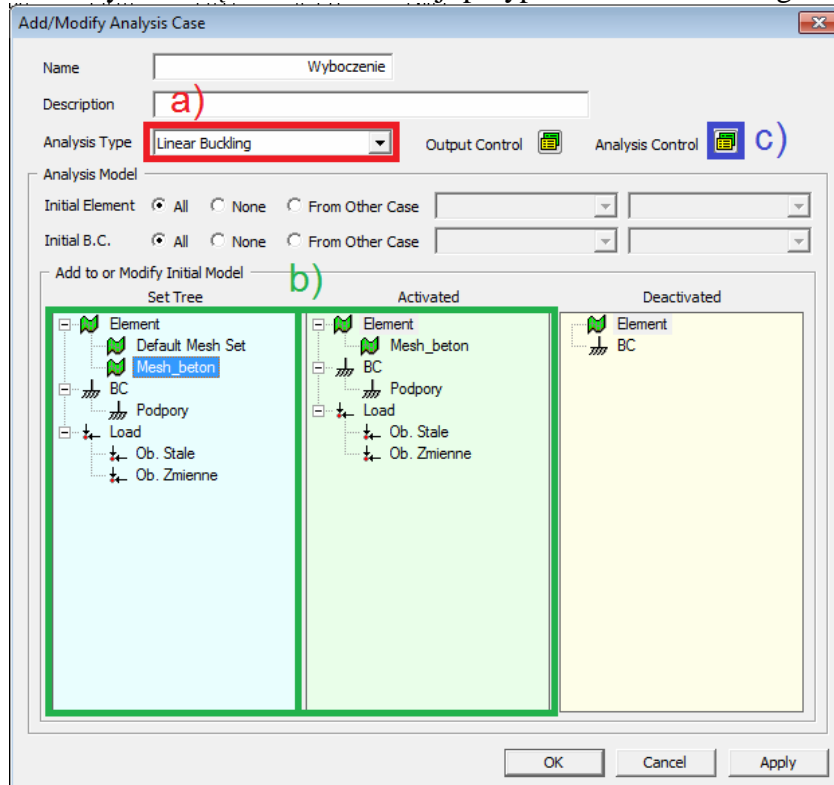 Add/Modify Analysis Case
Name Wyboczenie
Description
a)
Analysis Type Linear Buckling Output Control Analysis Control c)
Analysis Model
Initial Element All None From Other Case
Initial B.C. All None From Other Case
Add to or Modify Initial Model
b)
Set Tree Activated Deactivated
Element Element Element
Default Mesh Set Mesh_beton BC
Mesh_beton BC
BC Podpory
Podpory Load
Load Ob. Stale
Ob. Stale Ob. Zmienne
Ob. Zmienne
OK Cancel Apply